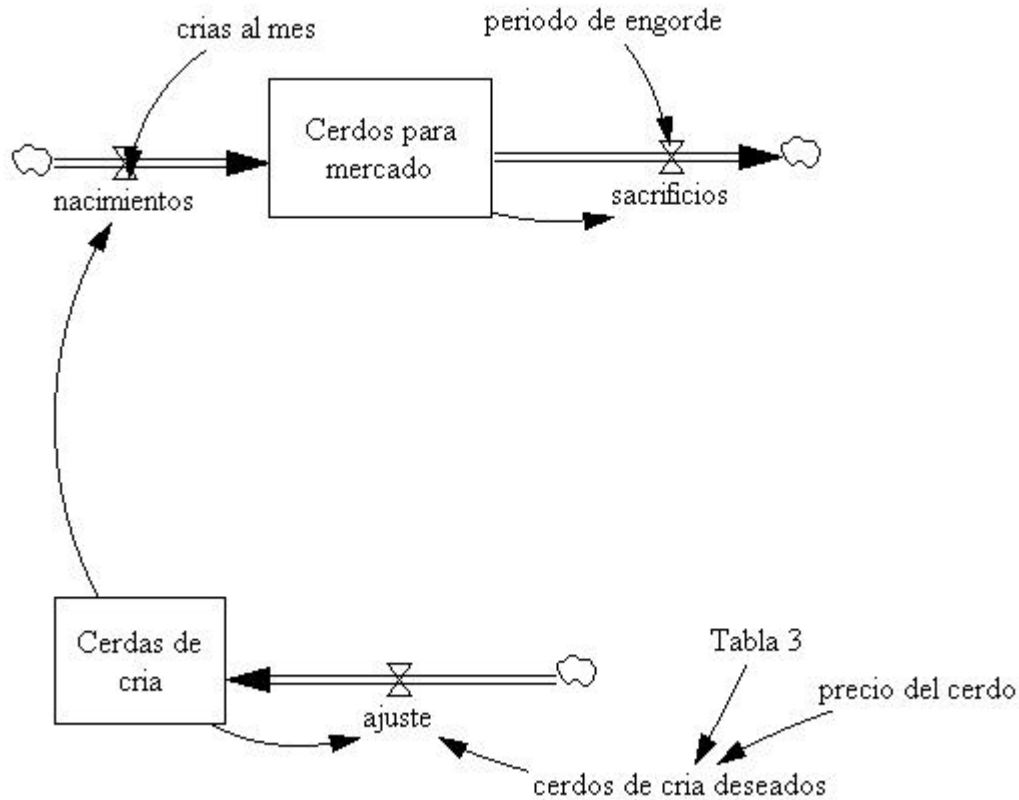 crias al mes
periodo de engorde
Cerdos para
mercado
nacimientos
sacrificios
Cerdas de
cria
ajuste
Tabla 3
precio del cerdo
cerdos de cria deseados